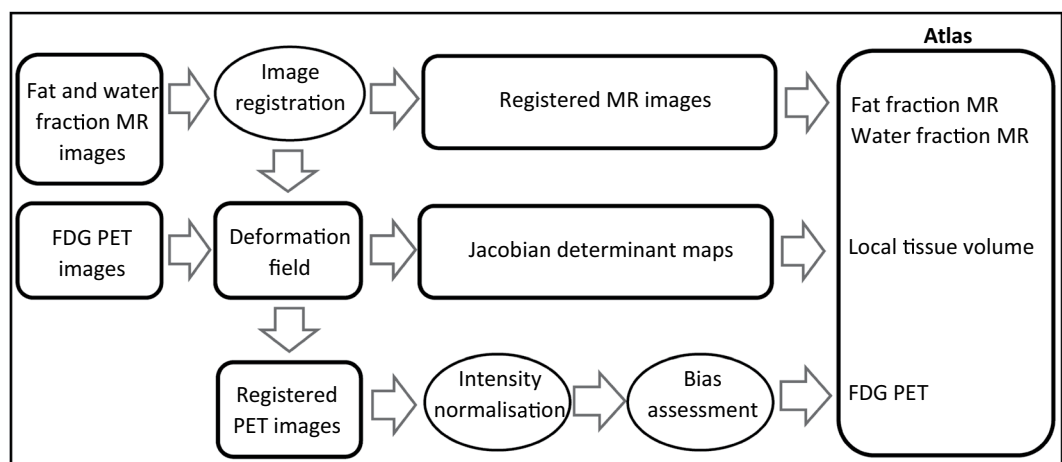 Atlas
Fat and water
fraction MR
images
Image
registration
Registered MR images
Fat fraction MR
Water fraction MR
FDG PET
images
Deformation
field
Jacobian determinant maps
Local tissue volume
Registered
PET images
Intensity
normalisation
Bias
assessment
FDG PET